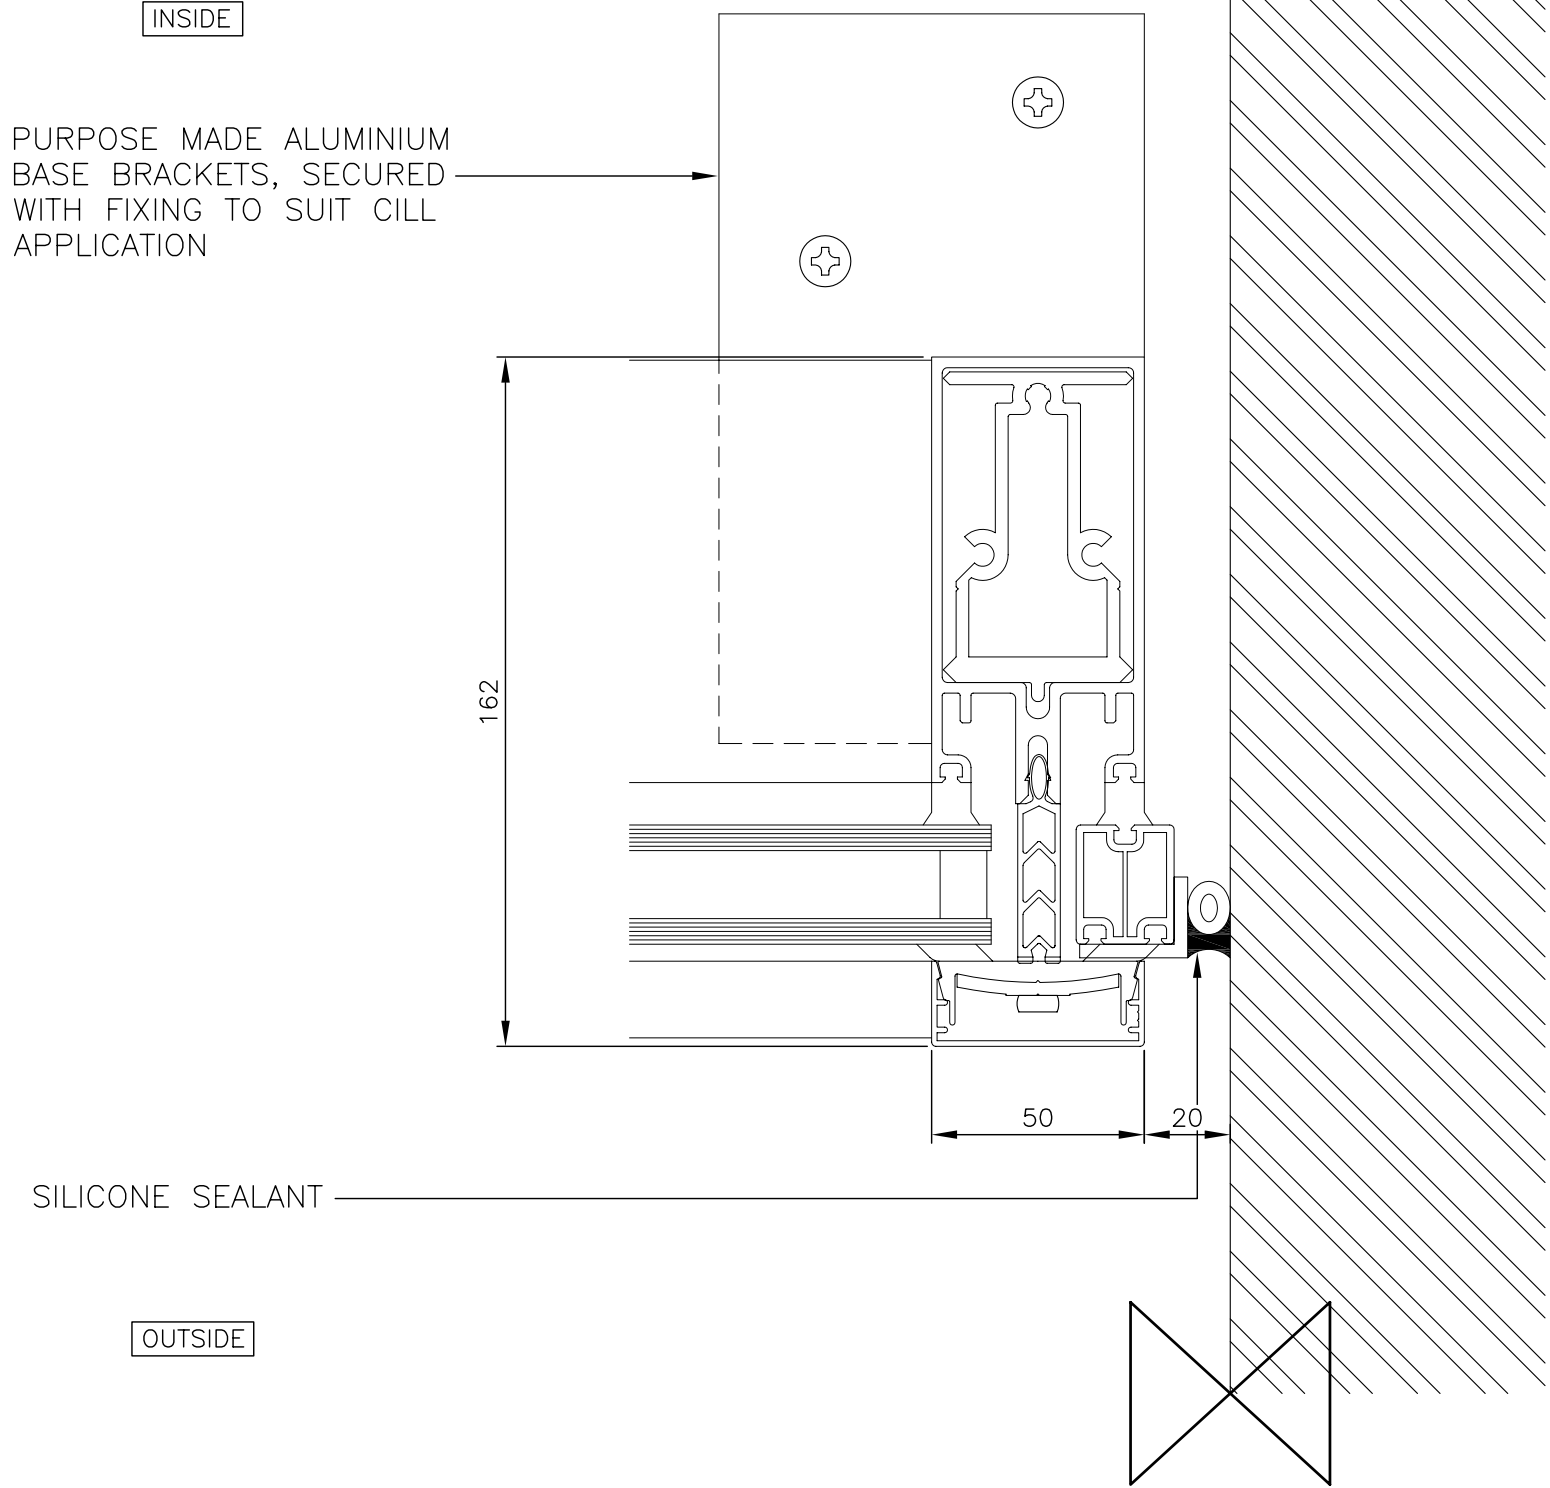 INSIDE
PURPOSE MADE ALUMINIUM
BASE BRACKETS, SECURED
WITH FIXING TO SUIT CILL
APPLICATION
162
50
20
SILICONE SEALANT
OUTSIDE